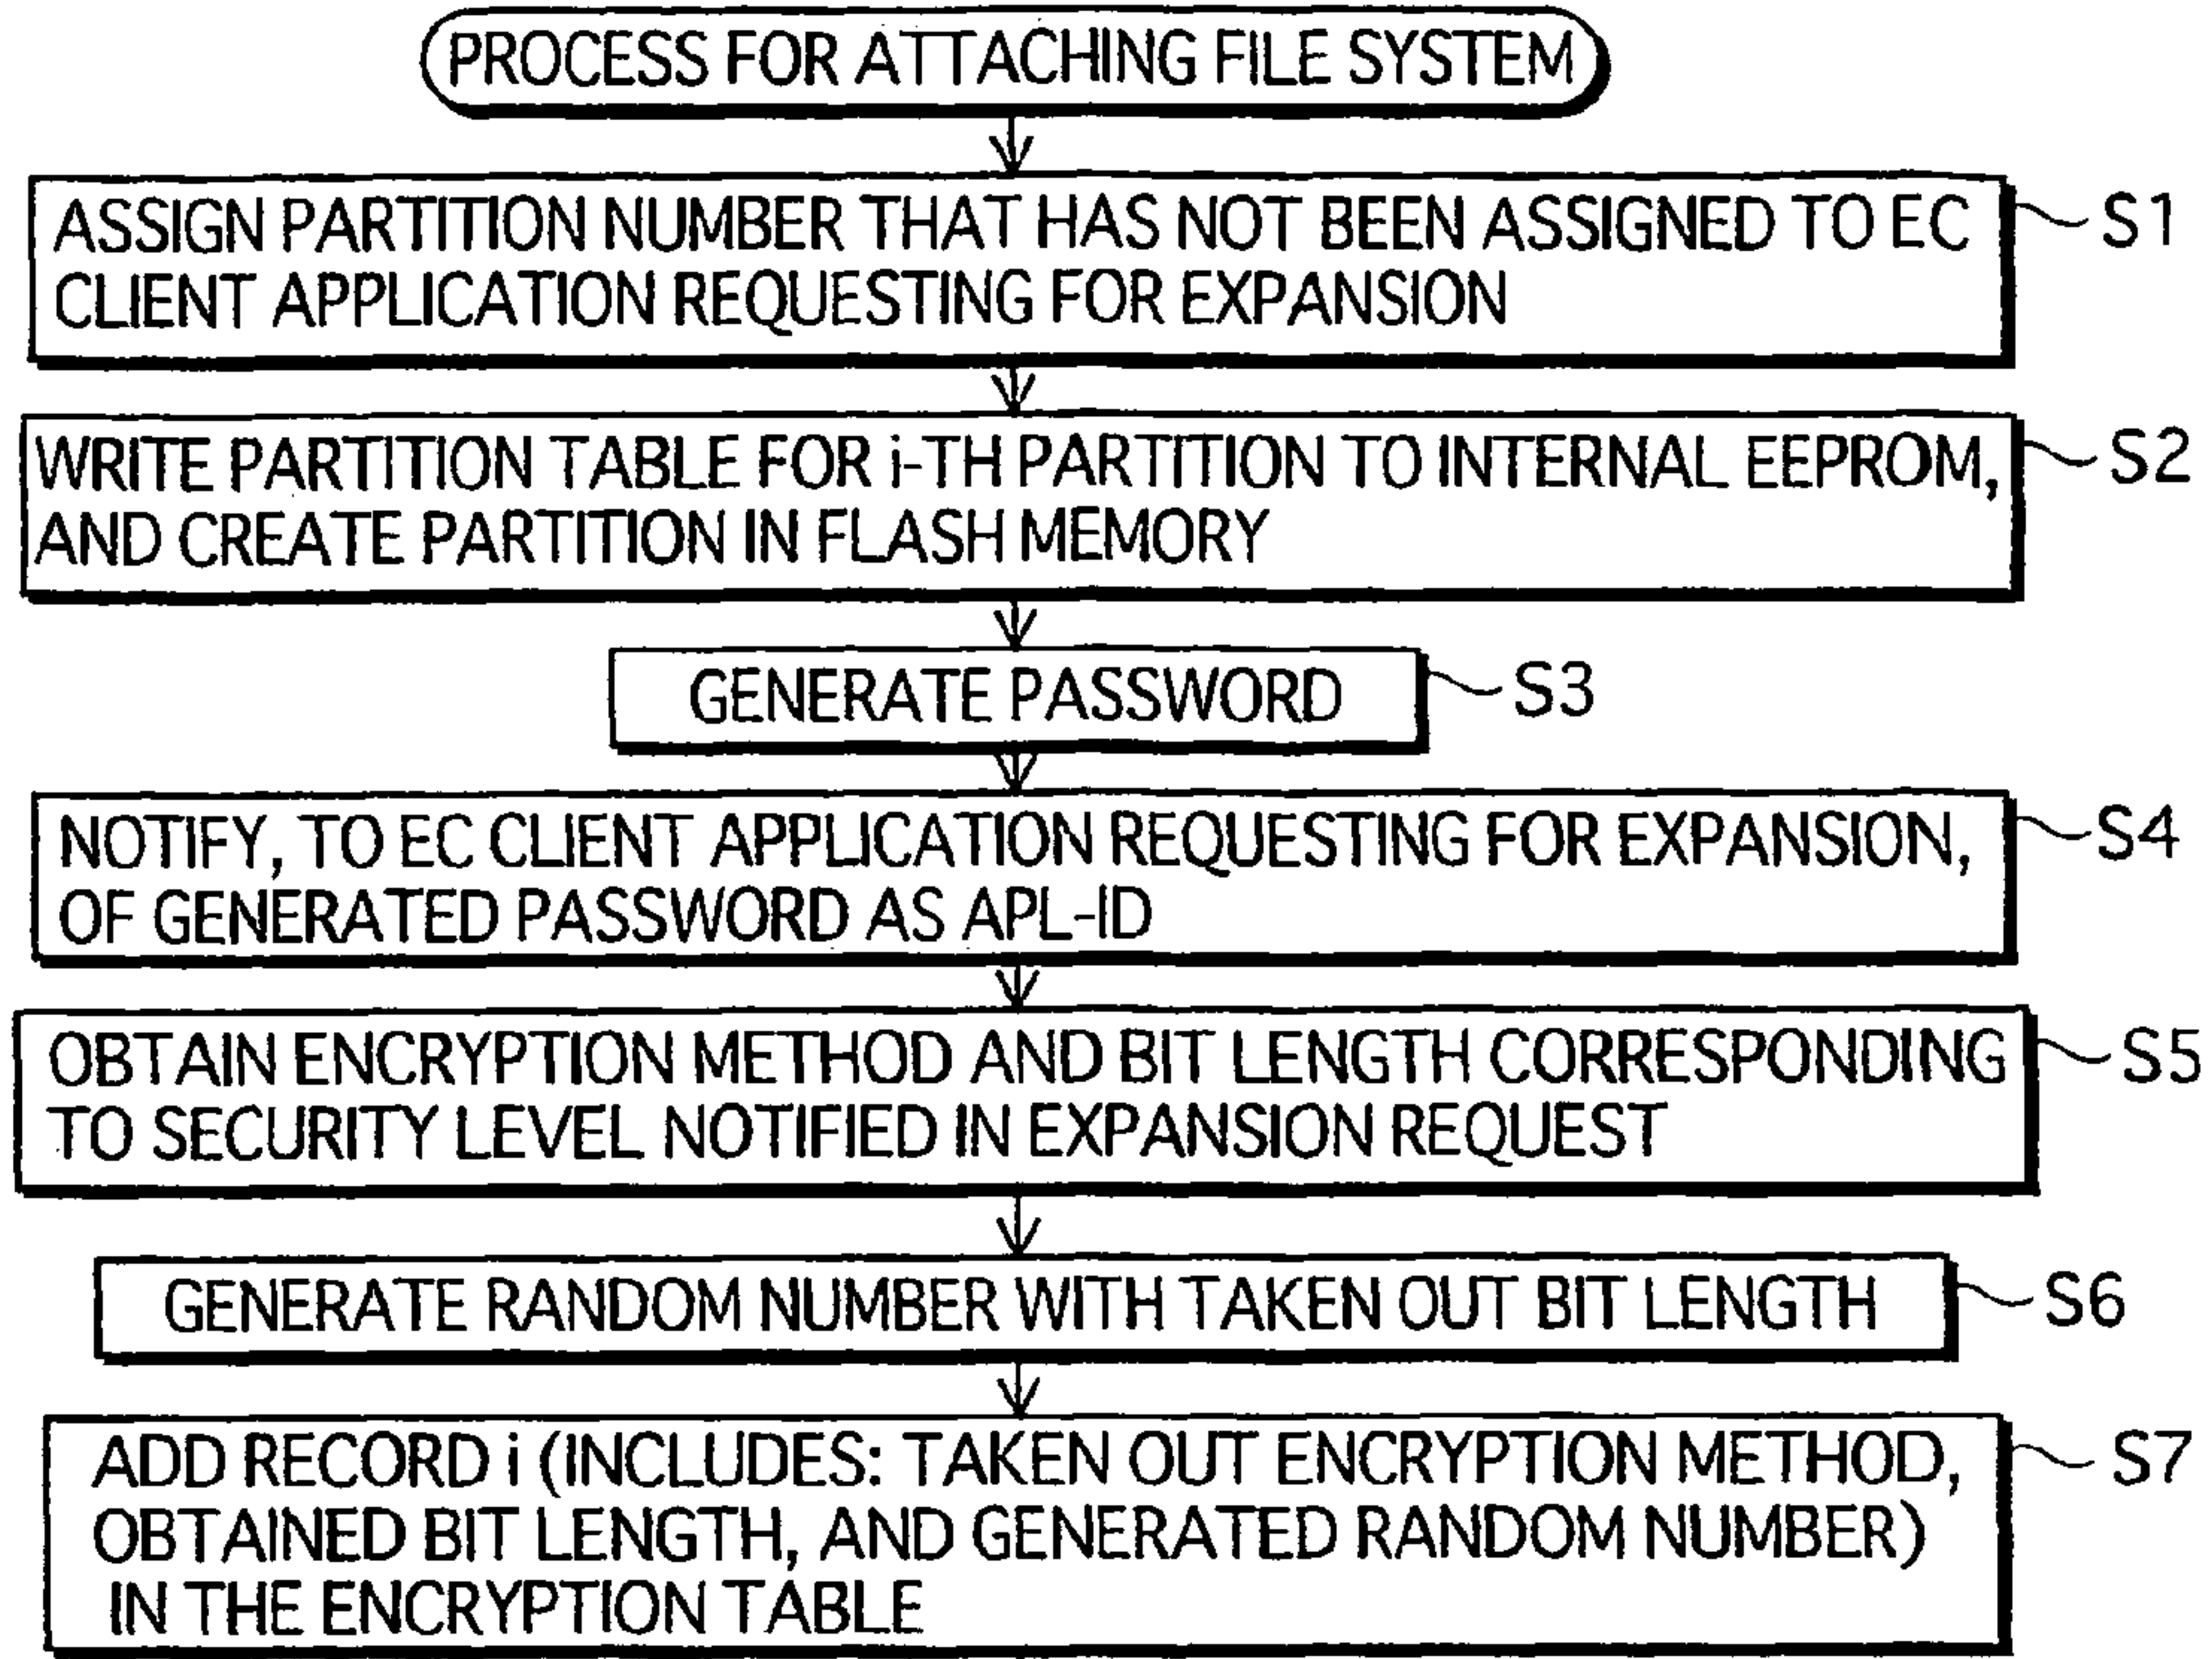 PROCESS FOR ATTACHING FILE SYSTEM
ASSIGN PARTITION NUMBER THAT HAS NOT BEEN ASSIGNED TO EC
CLIENT APPLICATION REQUESTING FOR EXPANSION
S1
WRITE PARTITION TABLE FOR i-TH PARTITION TO INTERNAL EEPROM,
AND CREATE PARTITION IN FLASH MEMORY
S2
GENERATE PASSWORD
S3
NOTIFY, TO EC CLIENT APPLICATION REQUESTING FOR EXPANSION,
OF GENERATED PASSWORD AS APL-ID
S4
OBTAIN ENCRYPTION METHOD AND BIT LENGTH CORRESPONDING
TO SECURITY LEVEL NOTIFIED IN EXPANSION REQUEST
S5
GENERATE RANDOM NUMBER WITH TAKEN OUT BIT LENGTH
S6
ADD RECORD i (INCLUDES: TAKEN OUT ENCRYPTION METHOD,
OBTAINED BIT LENGTH, AND GENERATED RANDOM NUMBER)
IN THE ENCRYPTION TABLE
S7